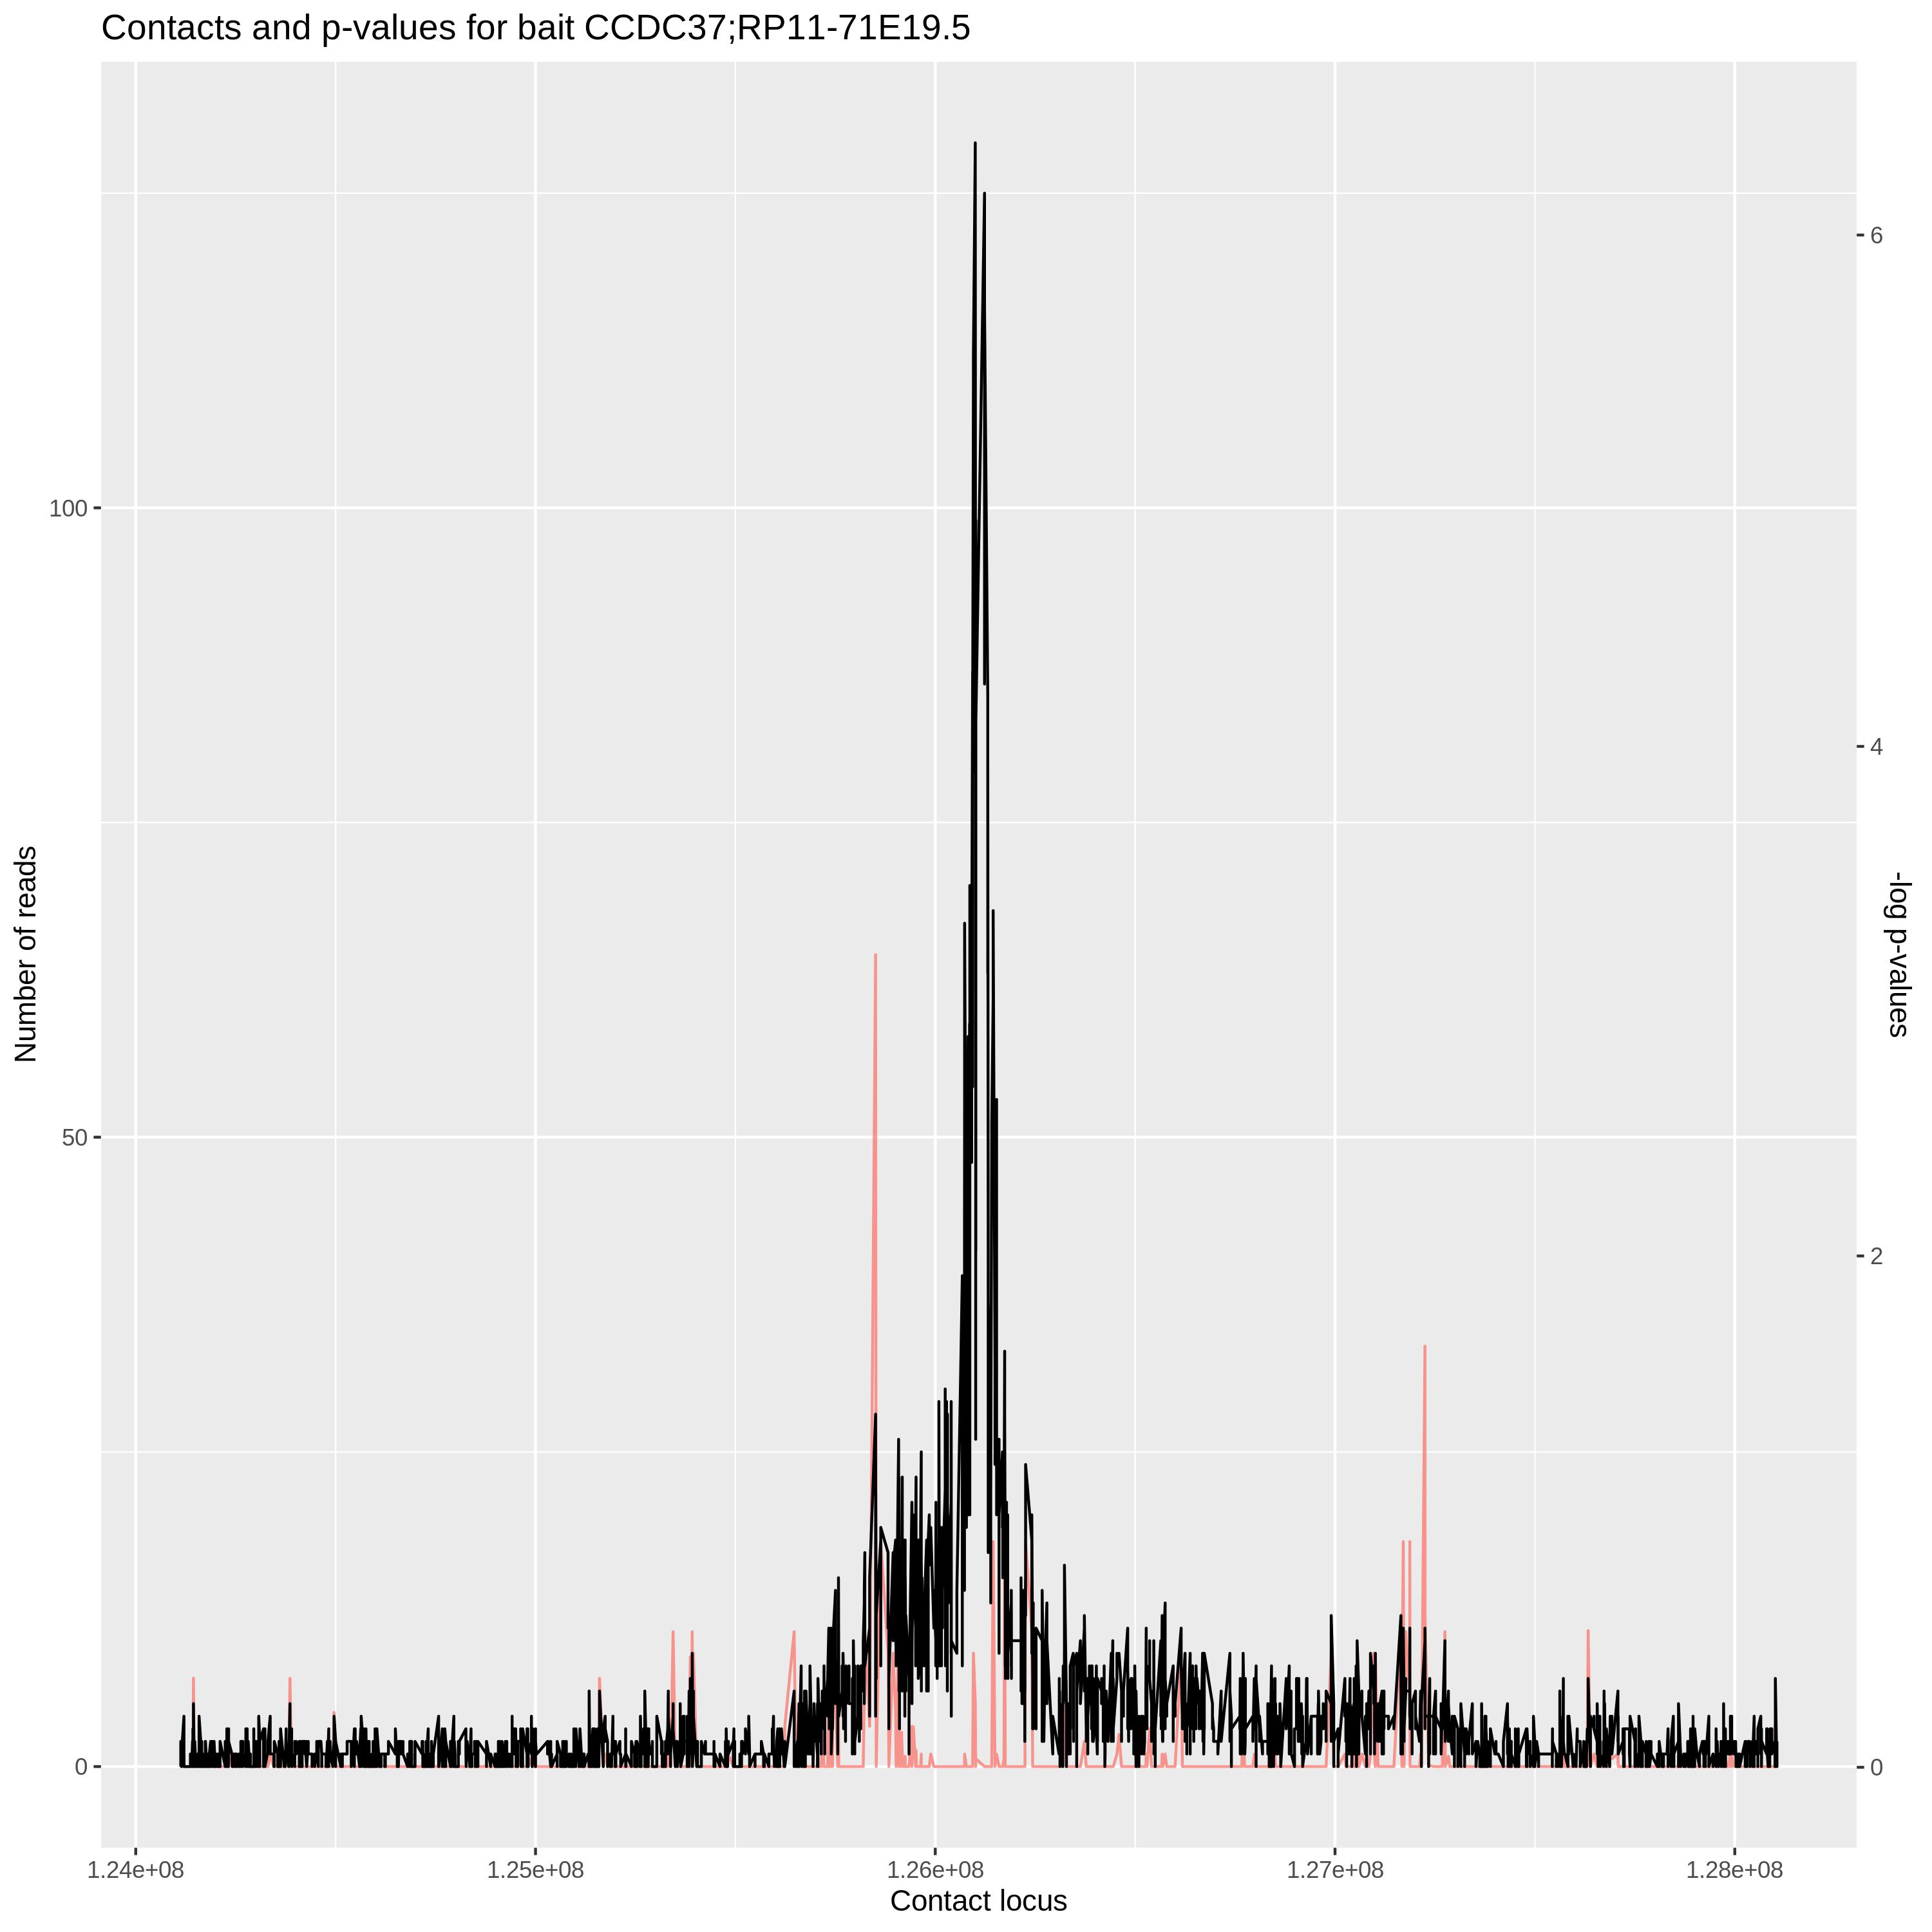 Contacts and p-values for bait CCDC37;RP11-71E19.5
Number of reads
100
50
0
6
4
2
0
-log p-values
1.24e+08
1.25e+08
1.26e+08
1.27e+08
1.28e+08
Contact locus